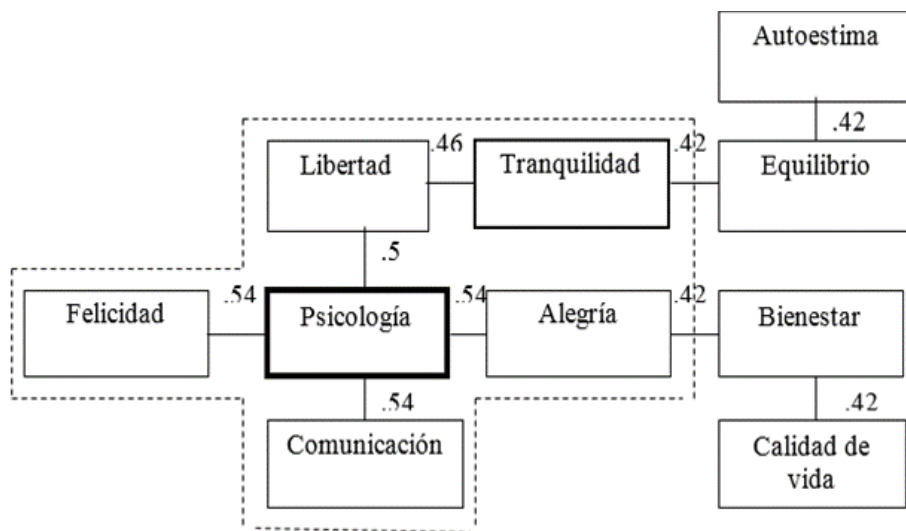 Autoestima
.42
.46
.42
Libertad
Tranquilidad
Equilibrio
.5
.54
.54
.42
Felicidad
Psicología
Alegría
Bienestar
.54
.42
Comunicación
Calidad de
vida